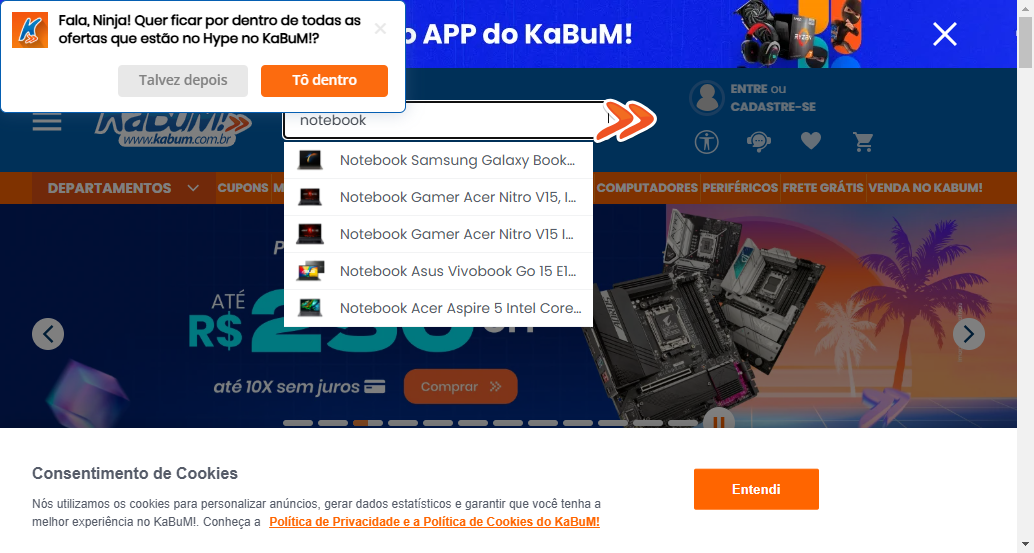 Fala, Ninja! Quer ficar por dentro de todas as
ofertas que estão no Hype no KaBuM!?
Talvez depois
Tô dentro
o APP do KaBuM!
RYZEN
KaBuM!
www.kabum.com.br
notebook
ENTRE ou
CADASTRE-SE
Notebook Samsung Galaxy Book...
Notebook Gamer Acer Nitro V15, I...
Notebook Gamer Acer Nitro V15 I...
Notebook Asus Vivobook Go 15 E1...
Notebook Acer Aspire 5 Intel Core...
DEPARTAMENTOS
CUPONS
COMPUTADORES
PERIFÉRICOS
FRETE GRÁTIS
VENDA NO KABUM!
ATÉ
R$
até 10X sem juros
Comprar
Consentimento de Cookies
Nós utilizamos os cookies para personalizar anúncios, gerar dados estatísticos e garantir que você tenha a
melhor experiência no KaBuM!. Conheça a Política de Privacidade e a Política de Cookies do KaBuM!
Entendi